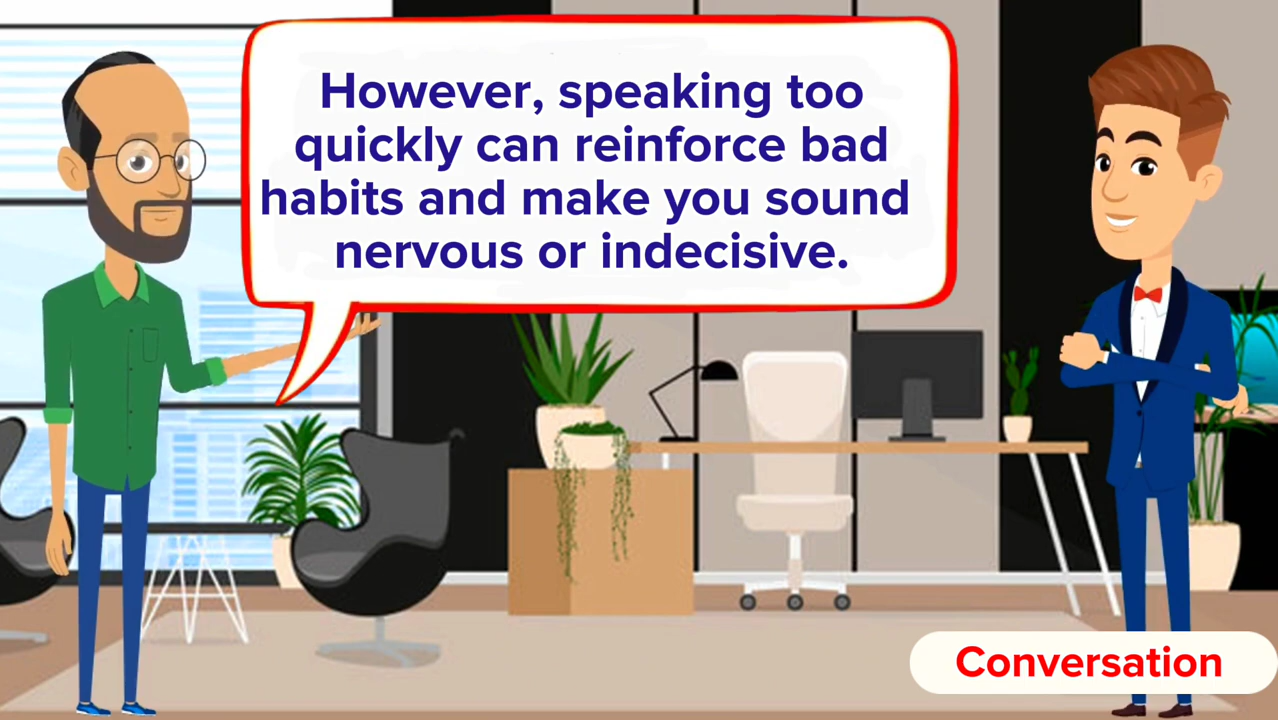 However, speaking too
quickly can reinforce bad
habits and make you sound
nervous or indecisive.
Conversation